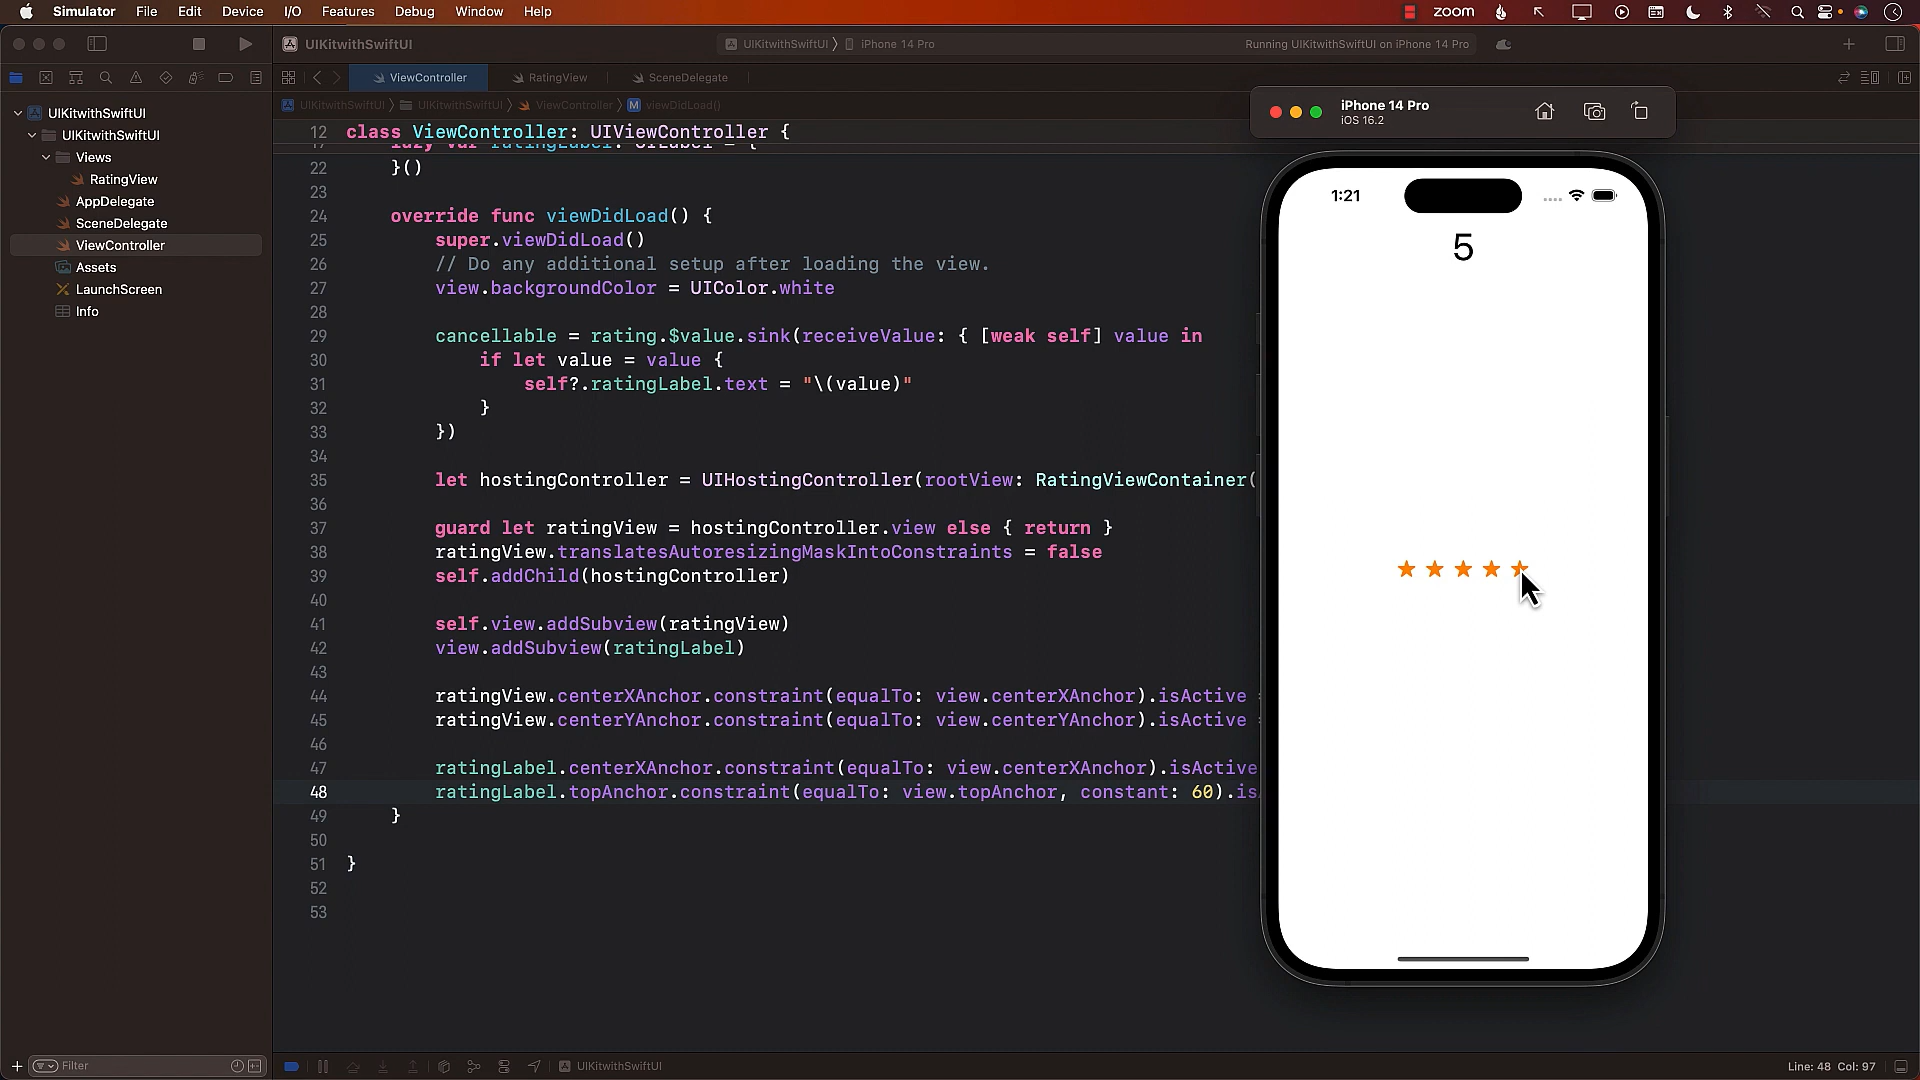 Simulator File Edit Device I/O Features Debug Window Help zoom
UIKitwithSwiftUI UIKitwithSwiftUI iPhone 14 Pro Running UIKitwithSwiftUI on iPhone 14 Pro
ViewController RatingView SceneDelegate
UIKitwithSwiftUI UIKitwithSwiftUI ViewController M viewDidLoad()
UIKitwithSwiftUI
UIKitwithSwiftUI
Views
RatingView
AppDelegate
SceneDelegate
ViewController
Assets
LaunchScreen
Info
12 class ViewController: UIViewController {
lazy var ratingLabel: UILabel = {
22 }()
23
24 override func viewDidLoad() {
25 super.viewDidLoad()
26 // Do any additional setup after loading the view.
27 view.backgroundColor = UIColor.white
28
29 cancellable = rating.$value.sink(receiveValue: { [weak self] value in
30 if let value = value {
31 self?.ratingLabel.text = "\(value)"
32 }
33 })
34
35 let hostingController = UIHostingController(rootView: RatingViewContainer(
36
37 guard let ratingView = hostingController.view else { return }
38 ratingView.translatesAutoresizingMaskIntoConstraints = false
39 self.addChild(hostingController)
40
41 self.view.addSubview(ratingView)
42 view.addSubview(ratingLabel)
43
44 ratingView.centerXAnchor.constraint(equalTo: view.centerXAnchor).isActive =
45 ratingView.centerYAnchor.constraint(equalTo: view.centerYAnchor).isActive =
46
47 ratingLabel.centerXAnchor.constraint(equalTo: view.centerXAnchor).isActive
48 ratingLabel.topAnchor.constraint(equalTo: view.topAnchor, constant: 60).is
49 }
50
51 }
52
53
iPhone 14 Pro
iOS 16.2
1:21
5
Filter
UIKitwithSwiftUI
Line: 48 Col: 97